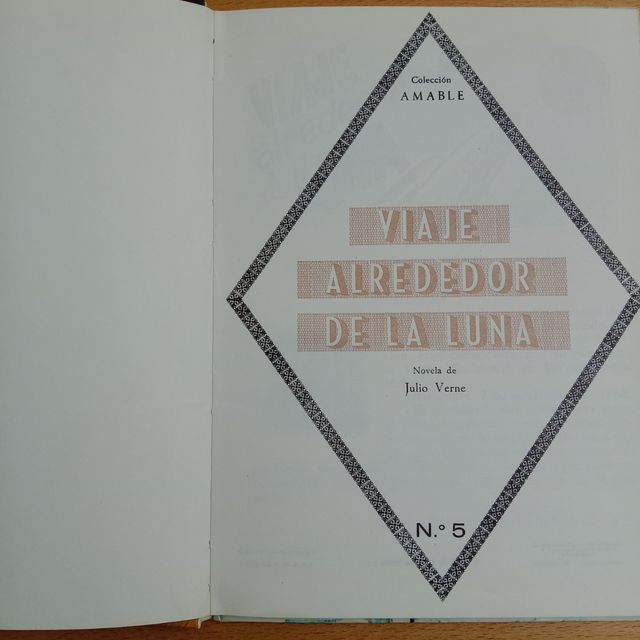 Colección
AMABLE
VIAJE
ALREDEDOR
DE LA LUNA
Novela de
Julio Verne
N.º 5